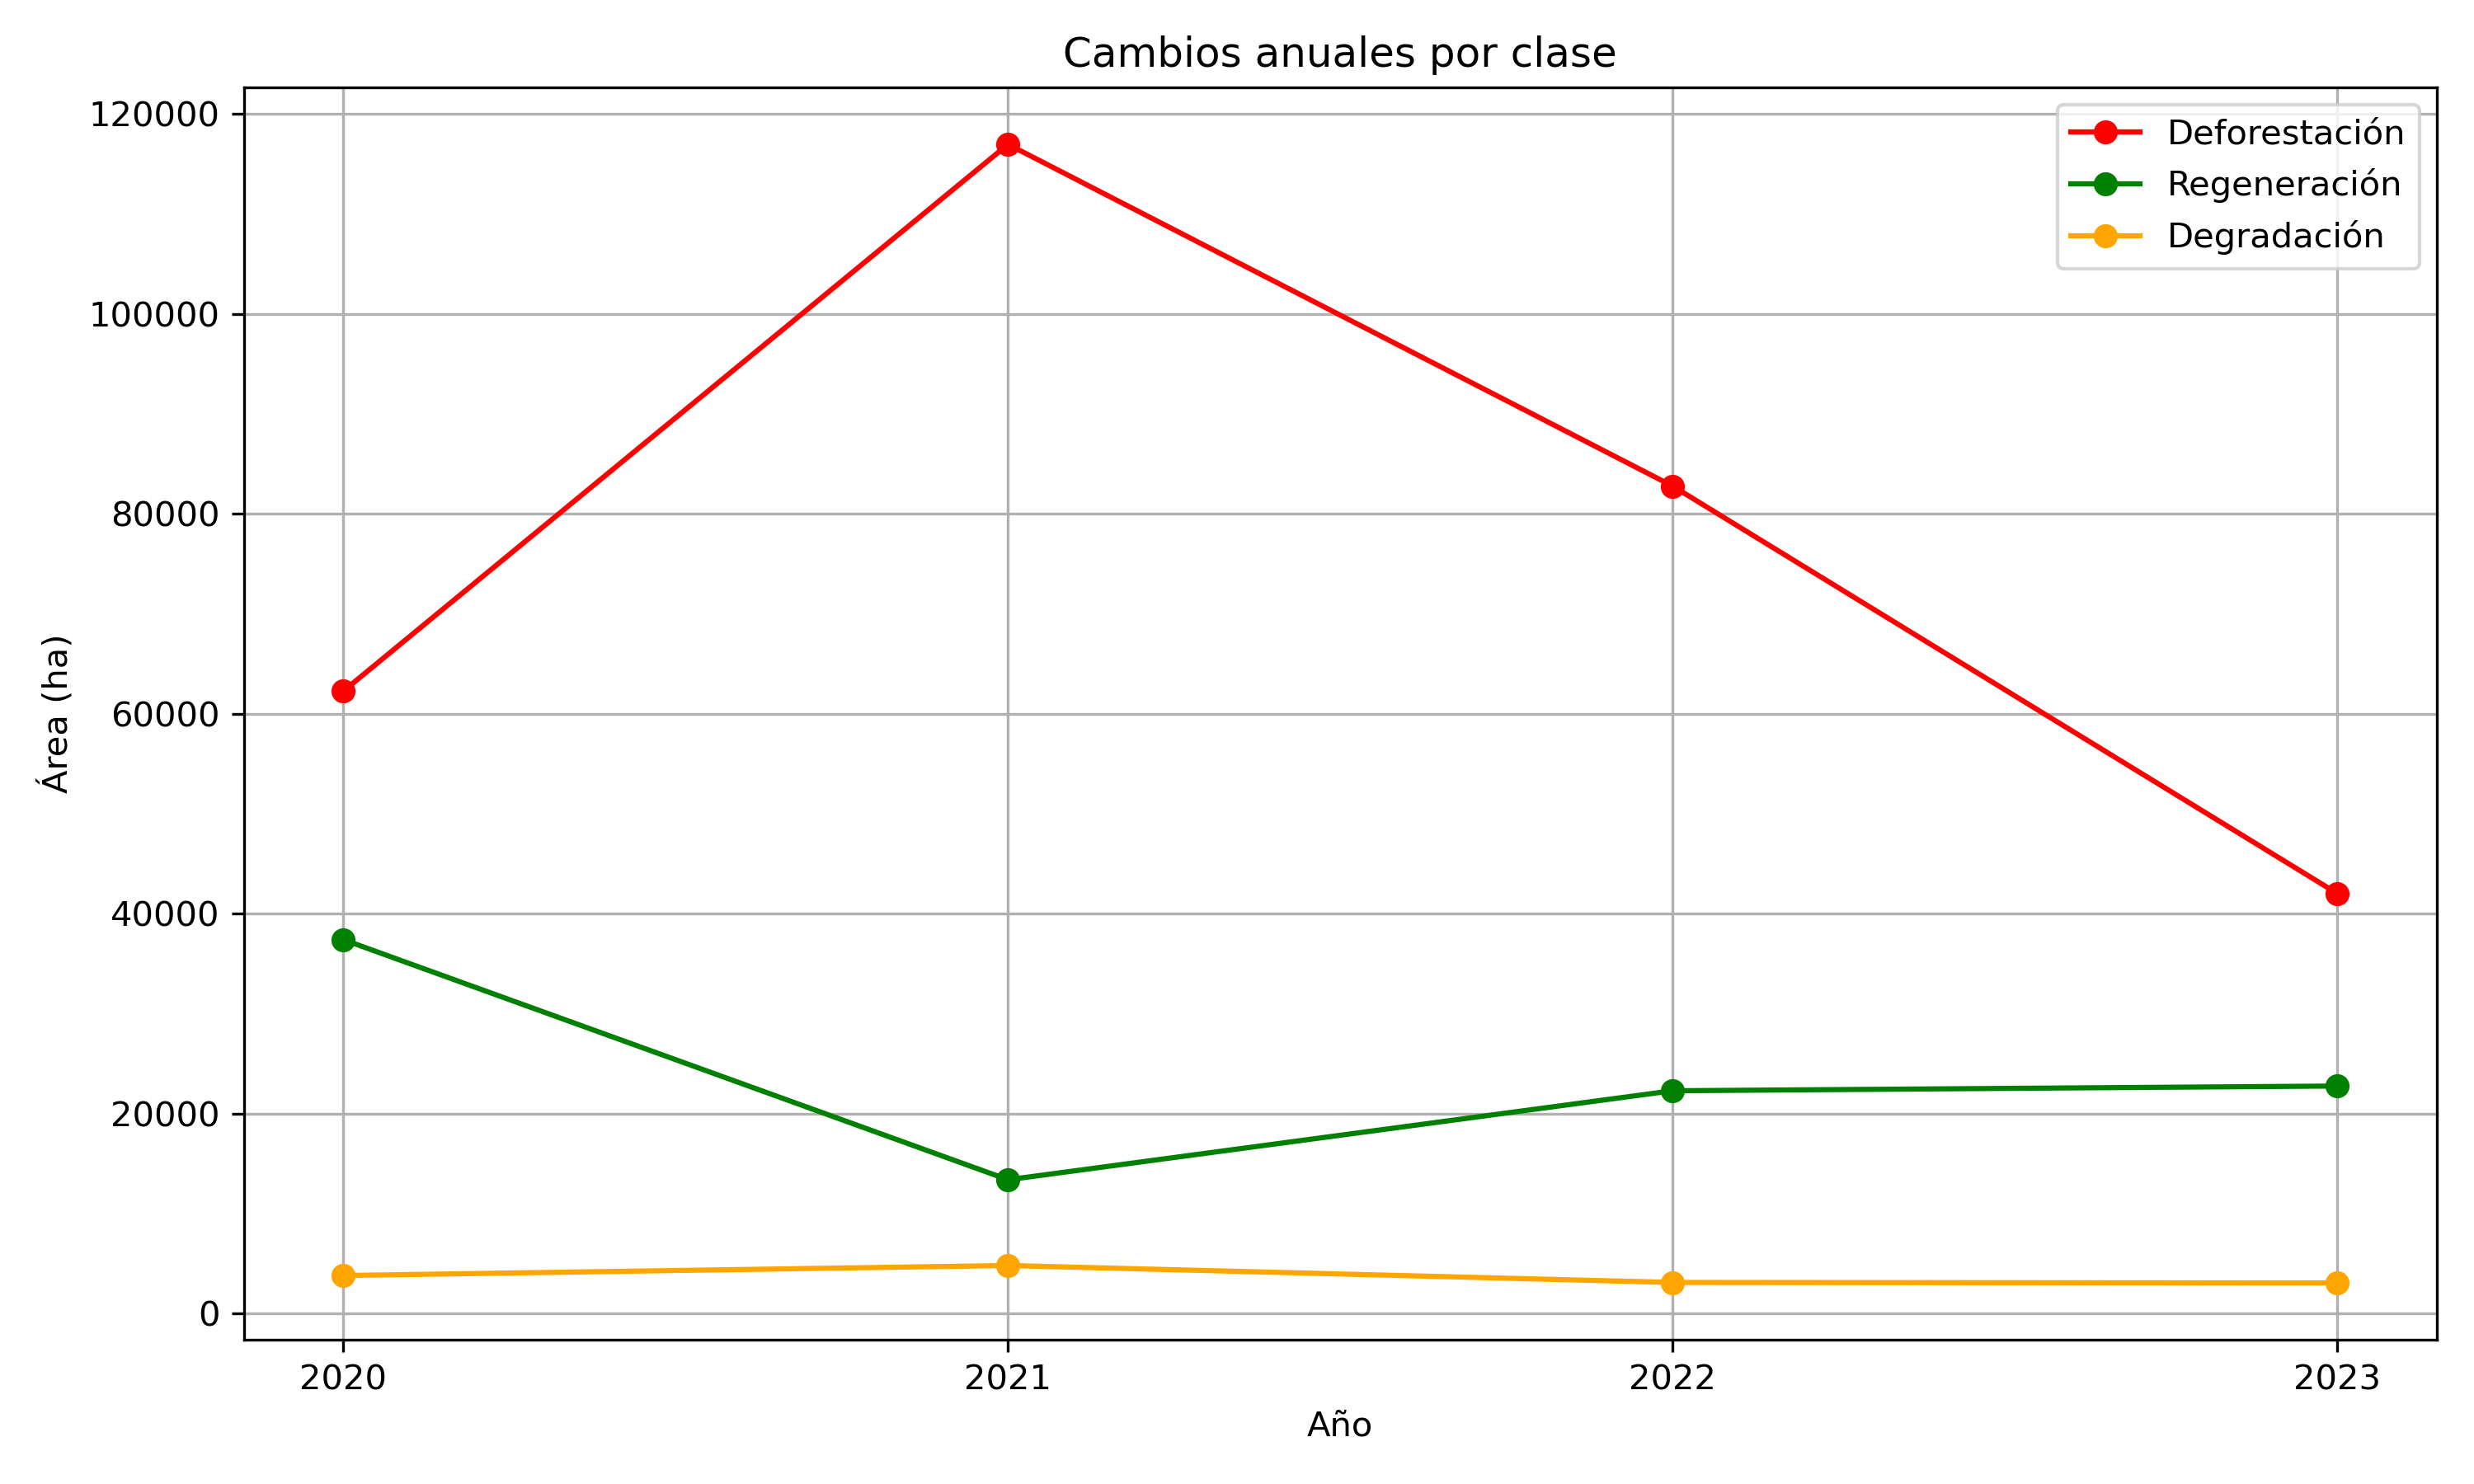 Cambios anuales por clase
120000
100000
80000
60000
40000
20000
0
Área (ha)
Deforestación
Regeneración
Degradación
2020 2021 2022 2023
Año